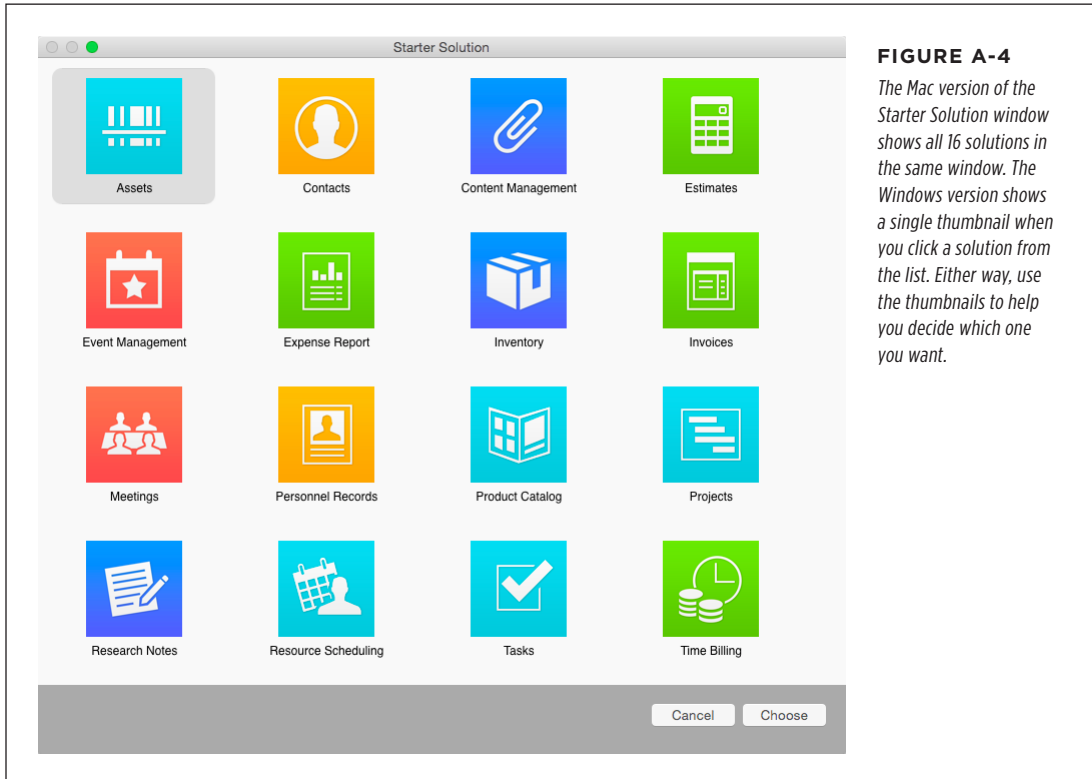 Starter Solution
Assets
Contacts
Content Management
Estimates
Event Management
Expense Report
Inventory
Invoices
Meetings
Personnel Records
Product Catalog
Projects
Research Notes
Resource Scheduling
Tasks
Time Billing
Cancel
Choose
FIGURE A-4
The Mac version of the
Starter Solution window
shows all 16 solutions in
the same window. The
Windows version shows
a single thumbnail when
you click a solution from
the list. Either way, use
the thumbnails to help
you decide which one
you want.